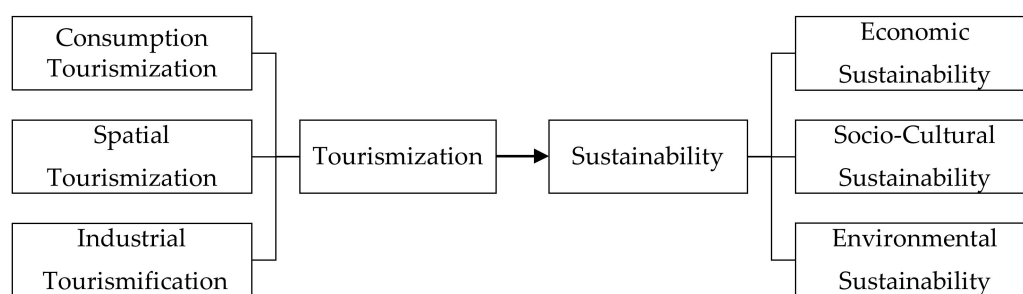 Consumption
Tourismization
Spatial
Tourismization
Industrial
Tourismification
Tourismization
Sustainability
Economic
Sustainability
Socio-Cultural
Sustainability
Environmental
Sustainability